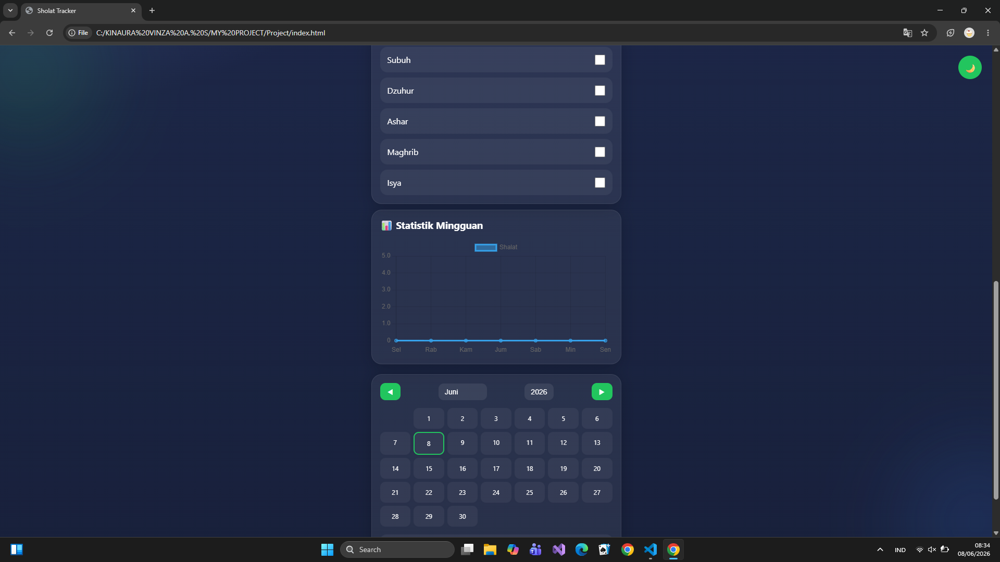 Sholat Tracker
File
C:/KINAURA%20VINZA%20A.%20S/MY%20PROJECT/Project/index.html
Subuh
Dzuhur
Ashar
Maghrib
Isya
Statistik Mingguan
Shalat
5.0
4.0
3.0
2.0
1.0
0
Sel Rab Kam Jum Sab Min Sen
Juni 2026
1 2 3 4 5 6
7 8 9 10 11 12 13
14 15 16 17 18 19 20
21 22 23 24 25 26 27
28 29 30
Search
IND
08:34
08/06/2026